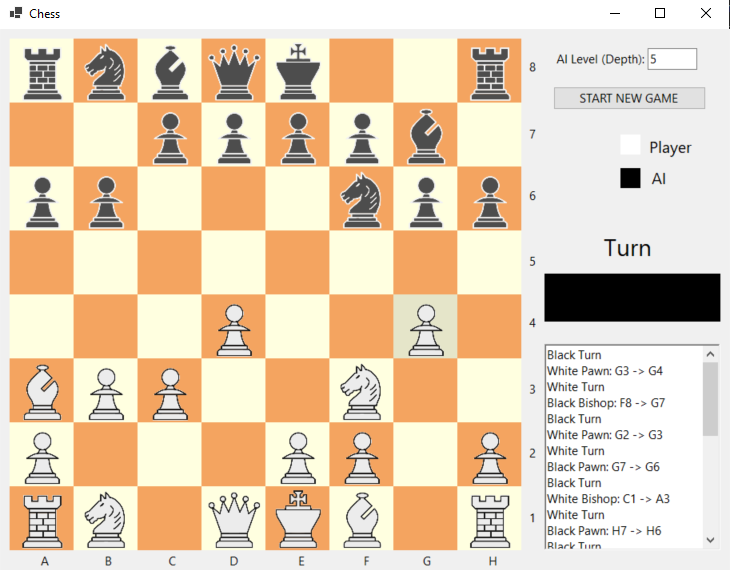 Chess
8
7
6
5
4
3
2
1
A B C D E F G H
AI Level (Depth): 5
START NEW GAME
Player
AI
Turn
Black Turn
White Pawn: G3 -> G4
White Turn
Black Bishop: F8 -> G7
Black Turn
White Pawn: G2 -> G3
White Turn
Black Pawn: G7 -> G6
Black Turn
White Bishop: C1 -> A3
White Turn
Black Pawn: H7 -> H6
Black Turn